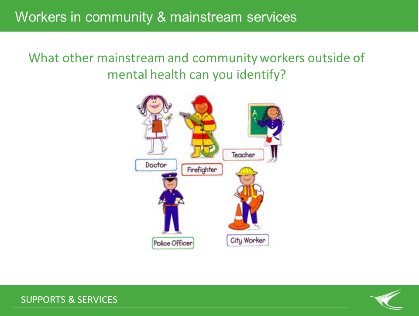 Workers in community & mainstream services
What other mainstream and community workers outside of
mental health can you identify?
Doctor
Firefighter
Teacher
Police Officer
City Worker
SUPPORTS & SERVICES